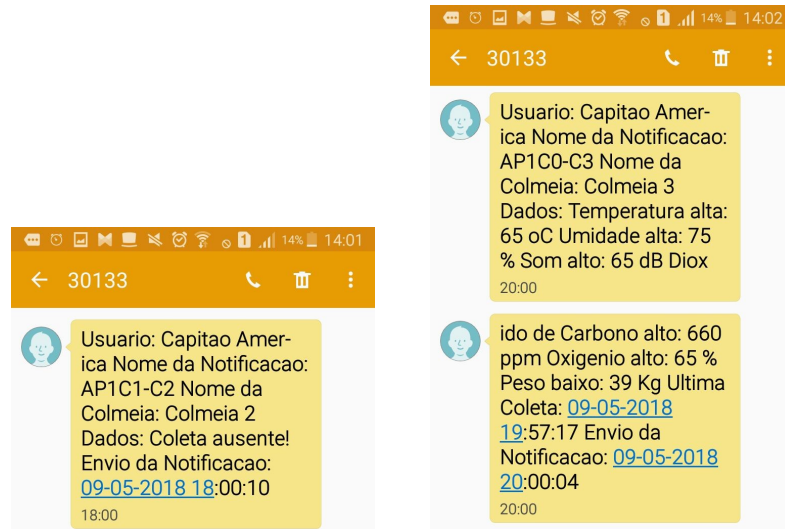 14% 14:01
30133
Usuario: Capitao Amer-
ica Nome da Notificacao:
AP1C1-C2 Nome da
Colmeia: Colmeia 2
Dados: Coleta ausente!
Envio da Notificacao:
09-05-2018 18:00:10
18:00
1 14% 14:02
30133
Usuario: Capitao Amer-
ica Nome da Notificacao:
AP1C0-C3 Nome da
Colmeia: Colmeia 3
Dados: Temperatura alta:
65 oC Umidade alta: 75
% Som alto: 65 dB Diox
20:00
ido de Carbono alto: 660
ppm Oxigenio alto: 65 %
Peso baixo: 39 Kg Ultima
Coleta: 09-05-2018
19:57:17 Envio da
Notificacao: 09-05-2018
20:00:04
20:00